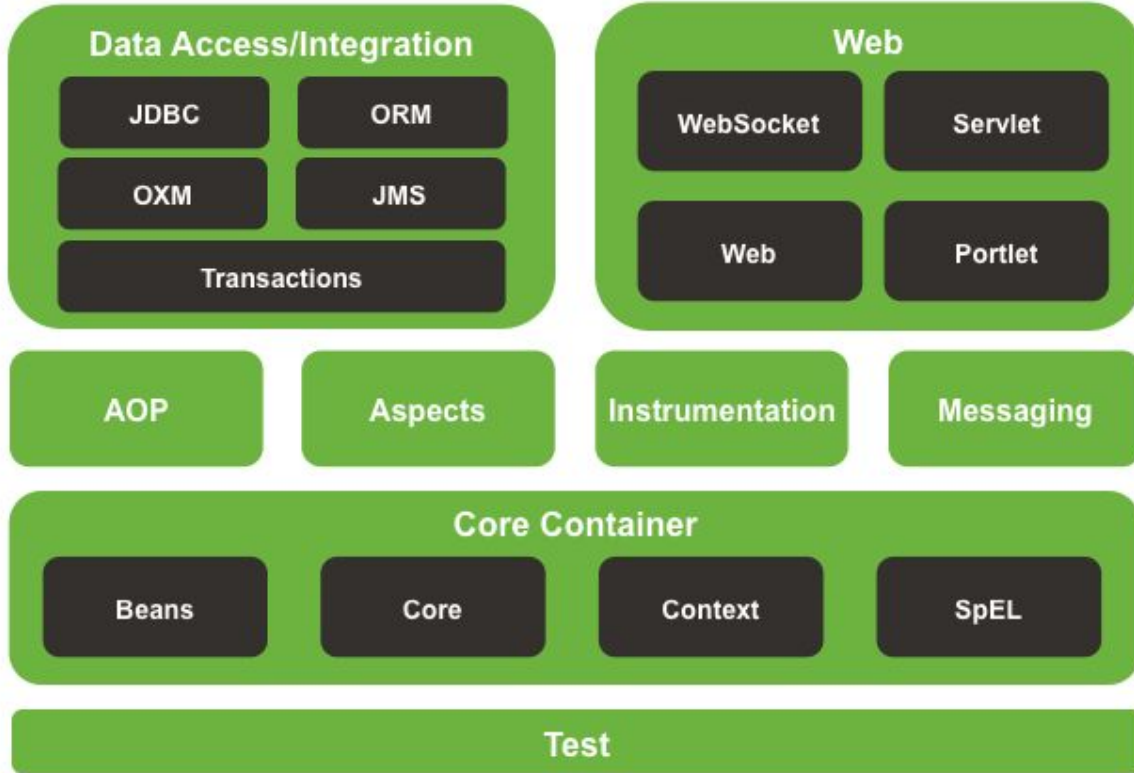 Data Access/Integration
JDBC ORM
OXM JMS
Transactions
Web
WebSocket Servlet
Web Portlet
AOP Aspects Instrumentation Messaging
Core Container
Beans Core Context SpEL
Test